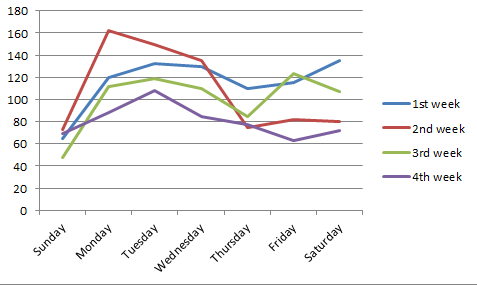 180
160
140
120
100
80
60
40
20
0
Sunday
Monday
Tuesday
Wednesday
Thursday
Friday
Saturday
1st week
2nd week
3rd week
4th week